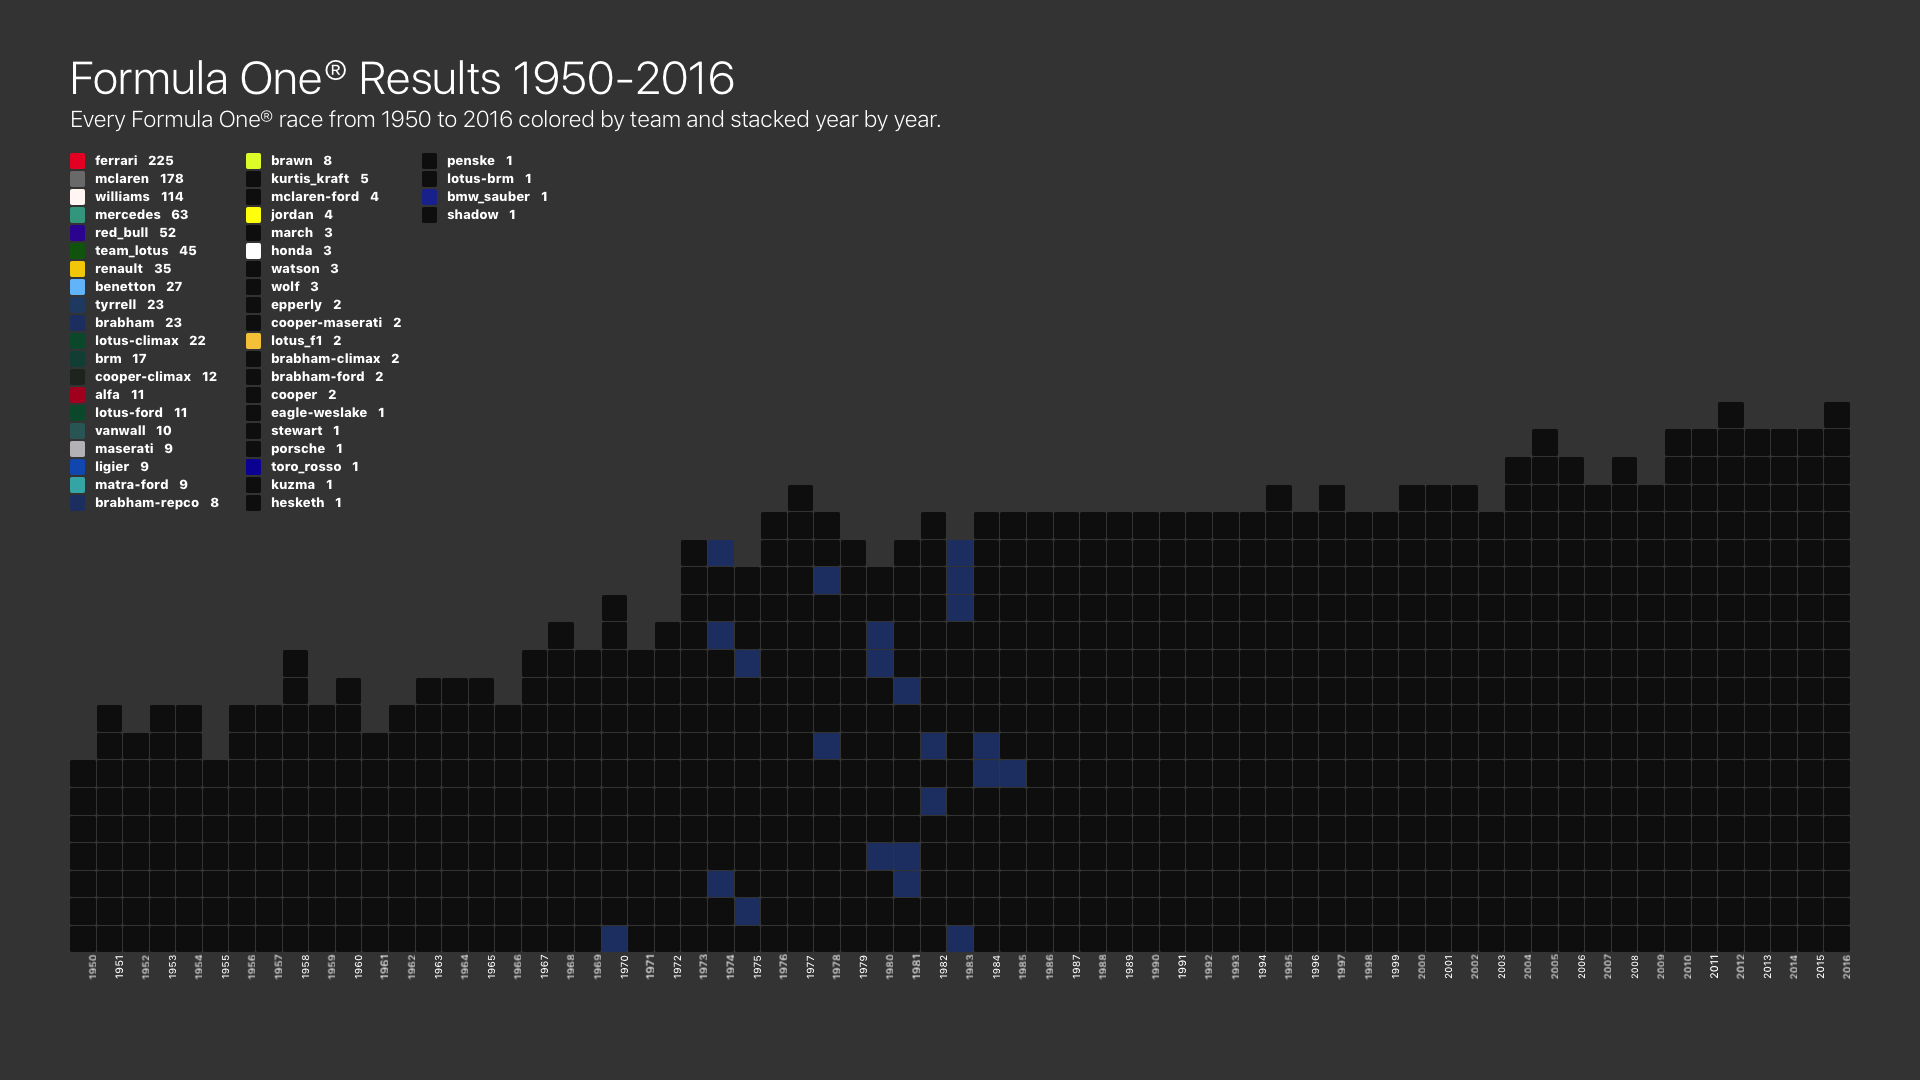 Formula One® Results 1950-2016
Every Formula One® race from 1950 to 2016 colored by team and stacked year by year.
ferrari 225
mclaren 178
williams 114
mercedes 63
red_bull 52
team_lotus 45
renault 35
benetton 27
tyrrell 23
brabham 23
lotus-climax 22
brm 17
cooper-climax 12
alfa 11
lotus-ford 11
vanwall 10
maserati 9
ligier 9
matra-ford 9
brabham-repco 8
brawn 8
kurtis_kraft 5
mclaren-ford 4
jordan 4
march 3
honda 3
watson 3
wolf 3
epperly 2
cooper-maserati 2
lotus_f1 2
brabham-climax 2
brabham-ford 2
cooper 2
eagle-weslake 1
stewart 1
porsche 1
toro_rosso 1
kuzma 1
hesketh 1
penske 1
lotus-brm 1
bmw_sauber 1
shadow 1
1950 1951 1952 1953 1954 1955 1956 1957 1958 1959 1960 1961 1962 1963 1964 1965 1966 1967 1968 1969 1970 1971 1972 1973 1974 1975 1976 1977 1978 1979 1980 1981 1982 1983 1984 1985 1986 1987 1988 1989 1990 1991 1992 1993 1994 1995 1996 1997 1998 1999 2000 2001 2002 2003 2004 2005 2006 2007 2008 2009 2010 2011 2012 2013 2014 2015 2016